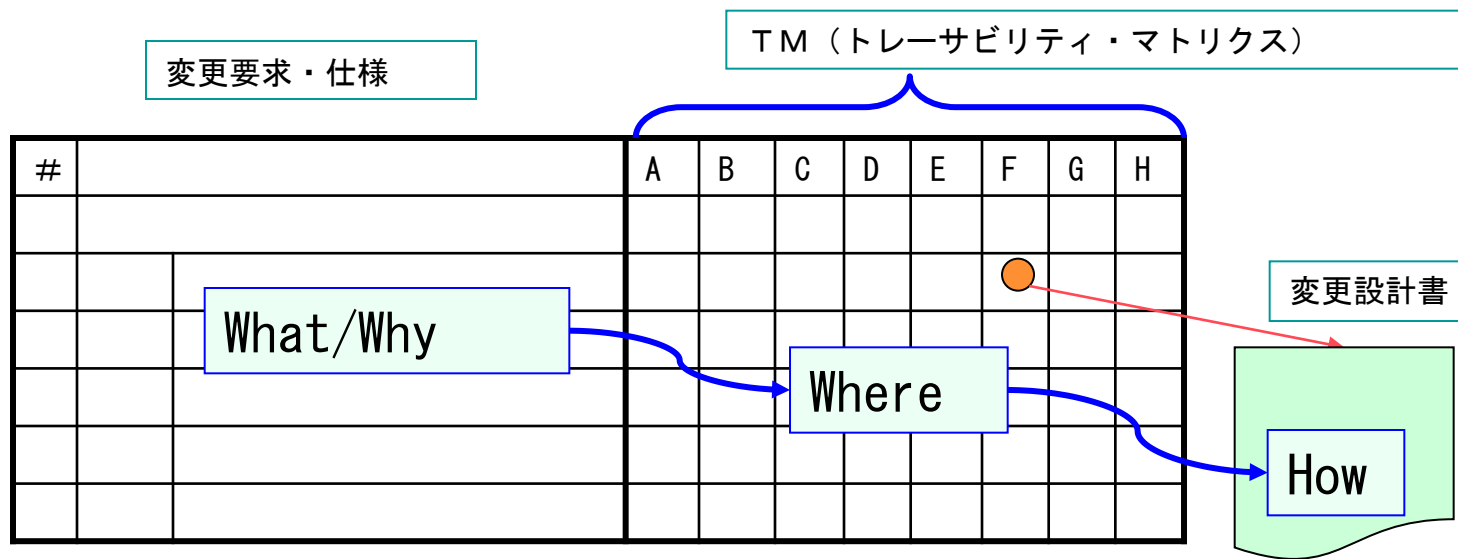 TM(トレーサビリティ・マトリクス)
変更要求・仕様
# A B C D E F G H
変更設計書
What/Why
Where
How